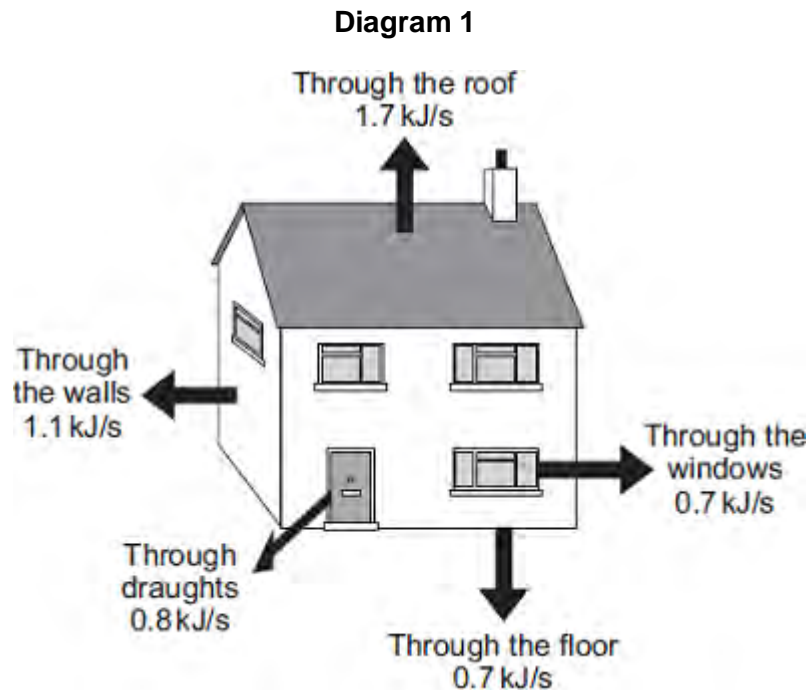 Diagram 1
Through the roof
1.7 kJ/s
Through
the walls
1.1 kJ/s
Through the
windows
0.7 kJ/s
Through
draughts
0.8 kJ/s
Through the floor
0.7 kJ/s